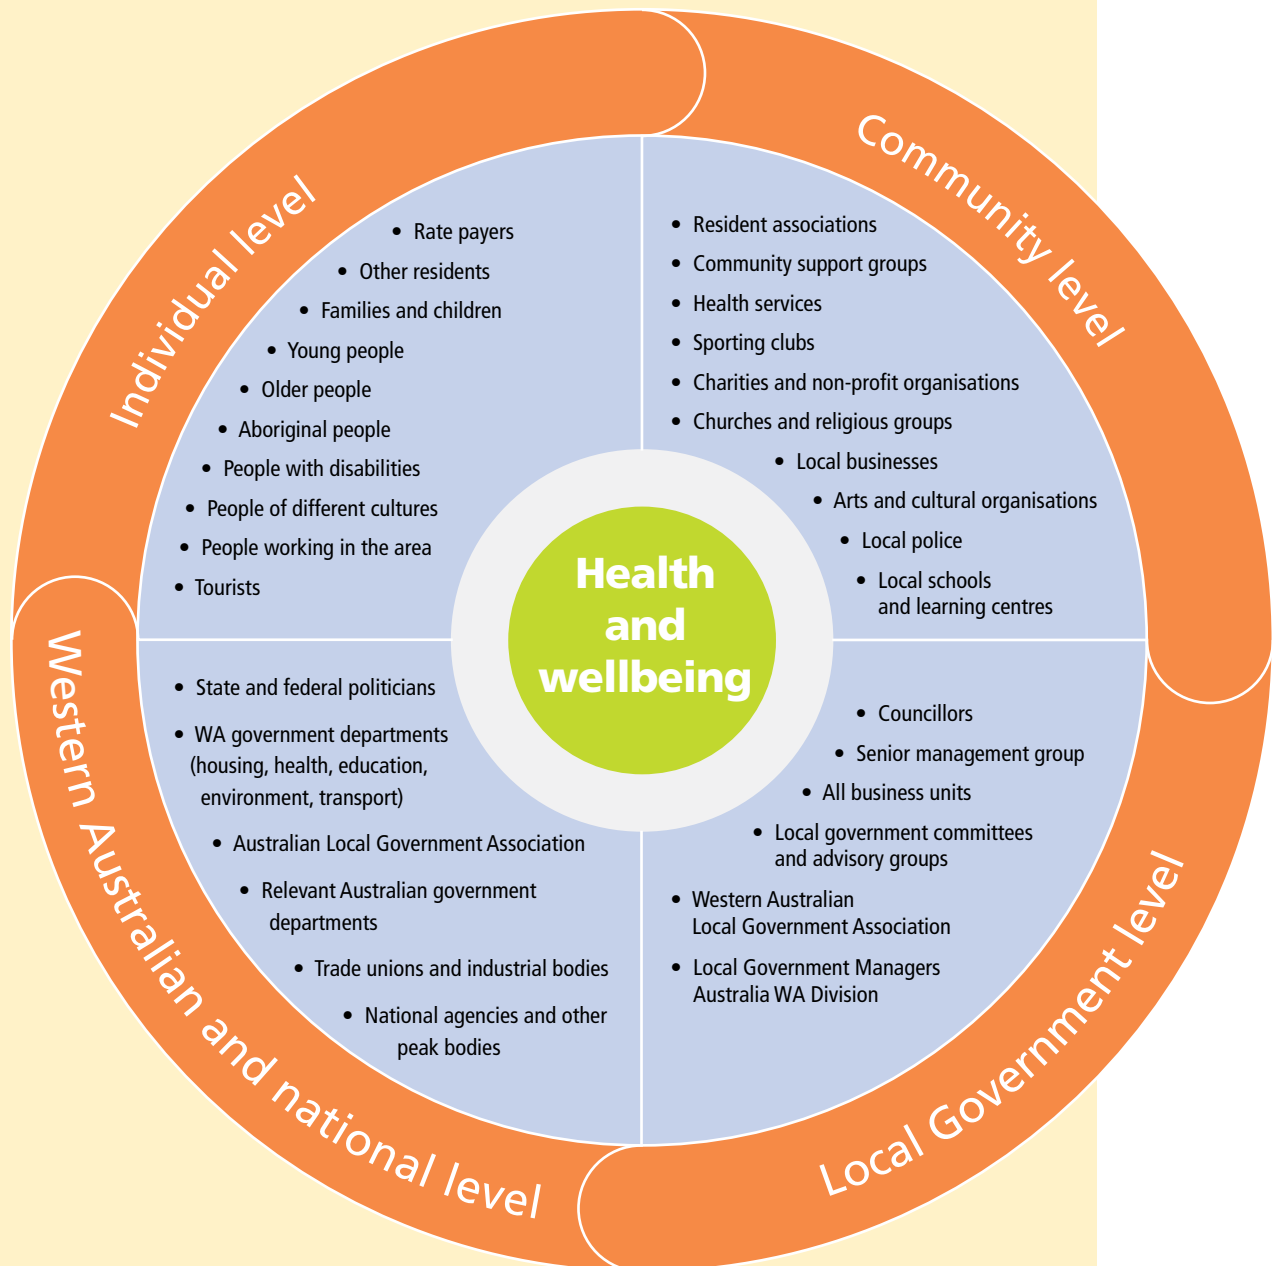 Individual level
• Rate payers
• Other residents
• Families and children
• Young people
• Older people
• Aboriginal people
• People with disabilities
• People of different cultures
• People working in the area
• Tourists
Community level
• Resident associations
• Community support groups
• Health services
• Sporting clubs
• Charities and non-profit organisations
• Churches and religious groups
• Local businesses
• Arts and cultural organisations
• Local police
• Local schools
and learning centres
Health
and
wellbeing
Western Australian and national level
• State and federal politicians
• WA government departments
(housing, health, education,
environment, transport)
• Australian Local Government Association
• Relevant Australian government
departments
• Trade unions and industrial bodies
• National agencies and other
peak bodies
Local Government level
• Councillors
• Senior management group
• All business units
• Local government committees
and advisory groups
• Western Australian
Local Government Association
• Local Government Managers
Australia WA Division